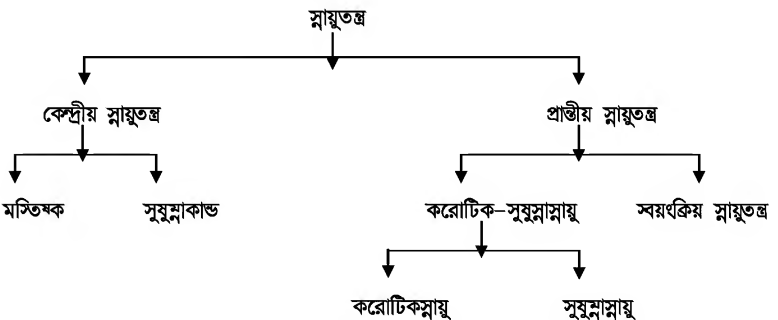 স্নায়ুতন্ত্র
কেন্দ্রীয় স্নায়ুতন্ত্র প্রান্তীয় স্নায়ুতন্ত্র
মস্তিষ্ক সুষুম্নাকান্ড করোটিক-সুষুস্নাস্নায়ু স্বয়ংক্রিয় স্নায়ুতন্ত্র
করোটিকস্নায়ু সুষুম্নাস্নায়ু